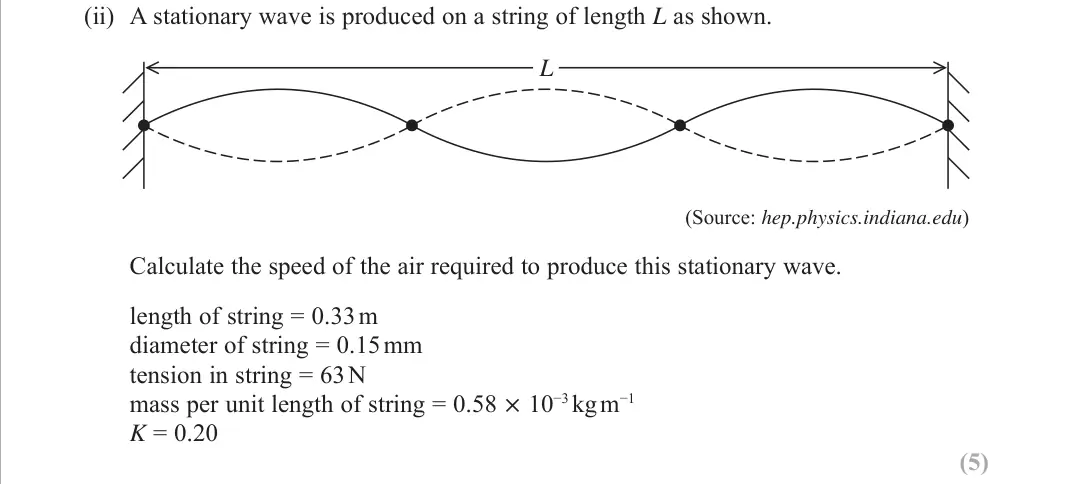 (ii) A stationary wave is produced on a string of length L as shown.
L
(Source: hep.physics.indiana.edu)
Calculate the speed of the air required to produce this stationary wave.
length of string = 0.33 m
diameter of string = 0.15 mm
tension in string = 63 N
mass per unit length of string = 0.58 × 10⁻³ kg m⁻¹
K = 0.20
(5)